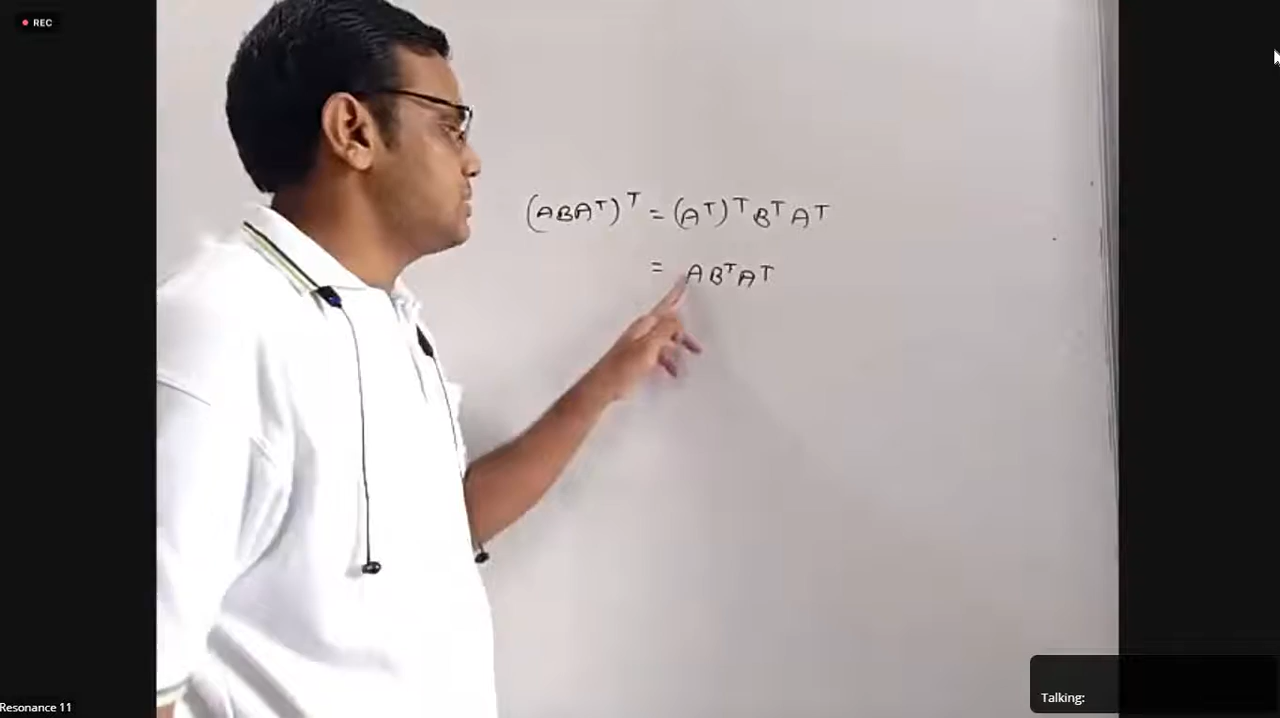 REC
(ABAᵀ)ᵀ = (Aᵀ)ᵀBᵀAᵀ
= ABᵀAᵀ
Talking:
Resonance 11